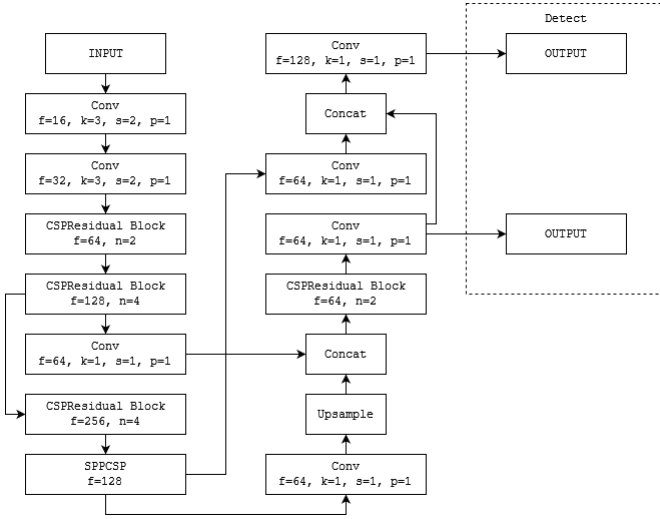 INPUT
Conv
f=16, k=3, s=2, p=1
Conv
f=32, k=3, s=2, p=1
CSPResidual Block
f=64, n=2
CSPResidual Block
f=128, n=4
Conv
f=64, k=1, s=1, p=1
CSPResidual Block
f=256, n=4
SPPCSP
f=128
Conv
f=128, k=1, s=1, p=1
Concat
Conv
f=64, k=1, s=1, p=1
Conv
f=64, k=1, s=1, p=1
CSPResidual Block
f=64, n=2
Concat
Upsample
Conv
f=64, k=1, s=1, p=1
Detect
OUTPUT
OUTPUT